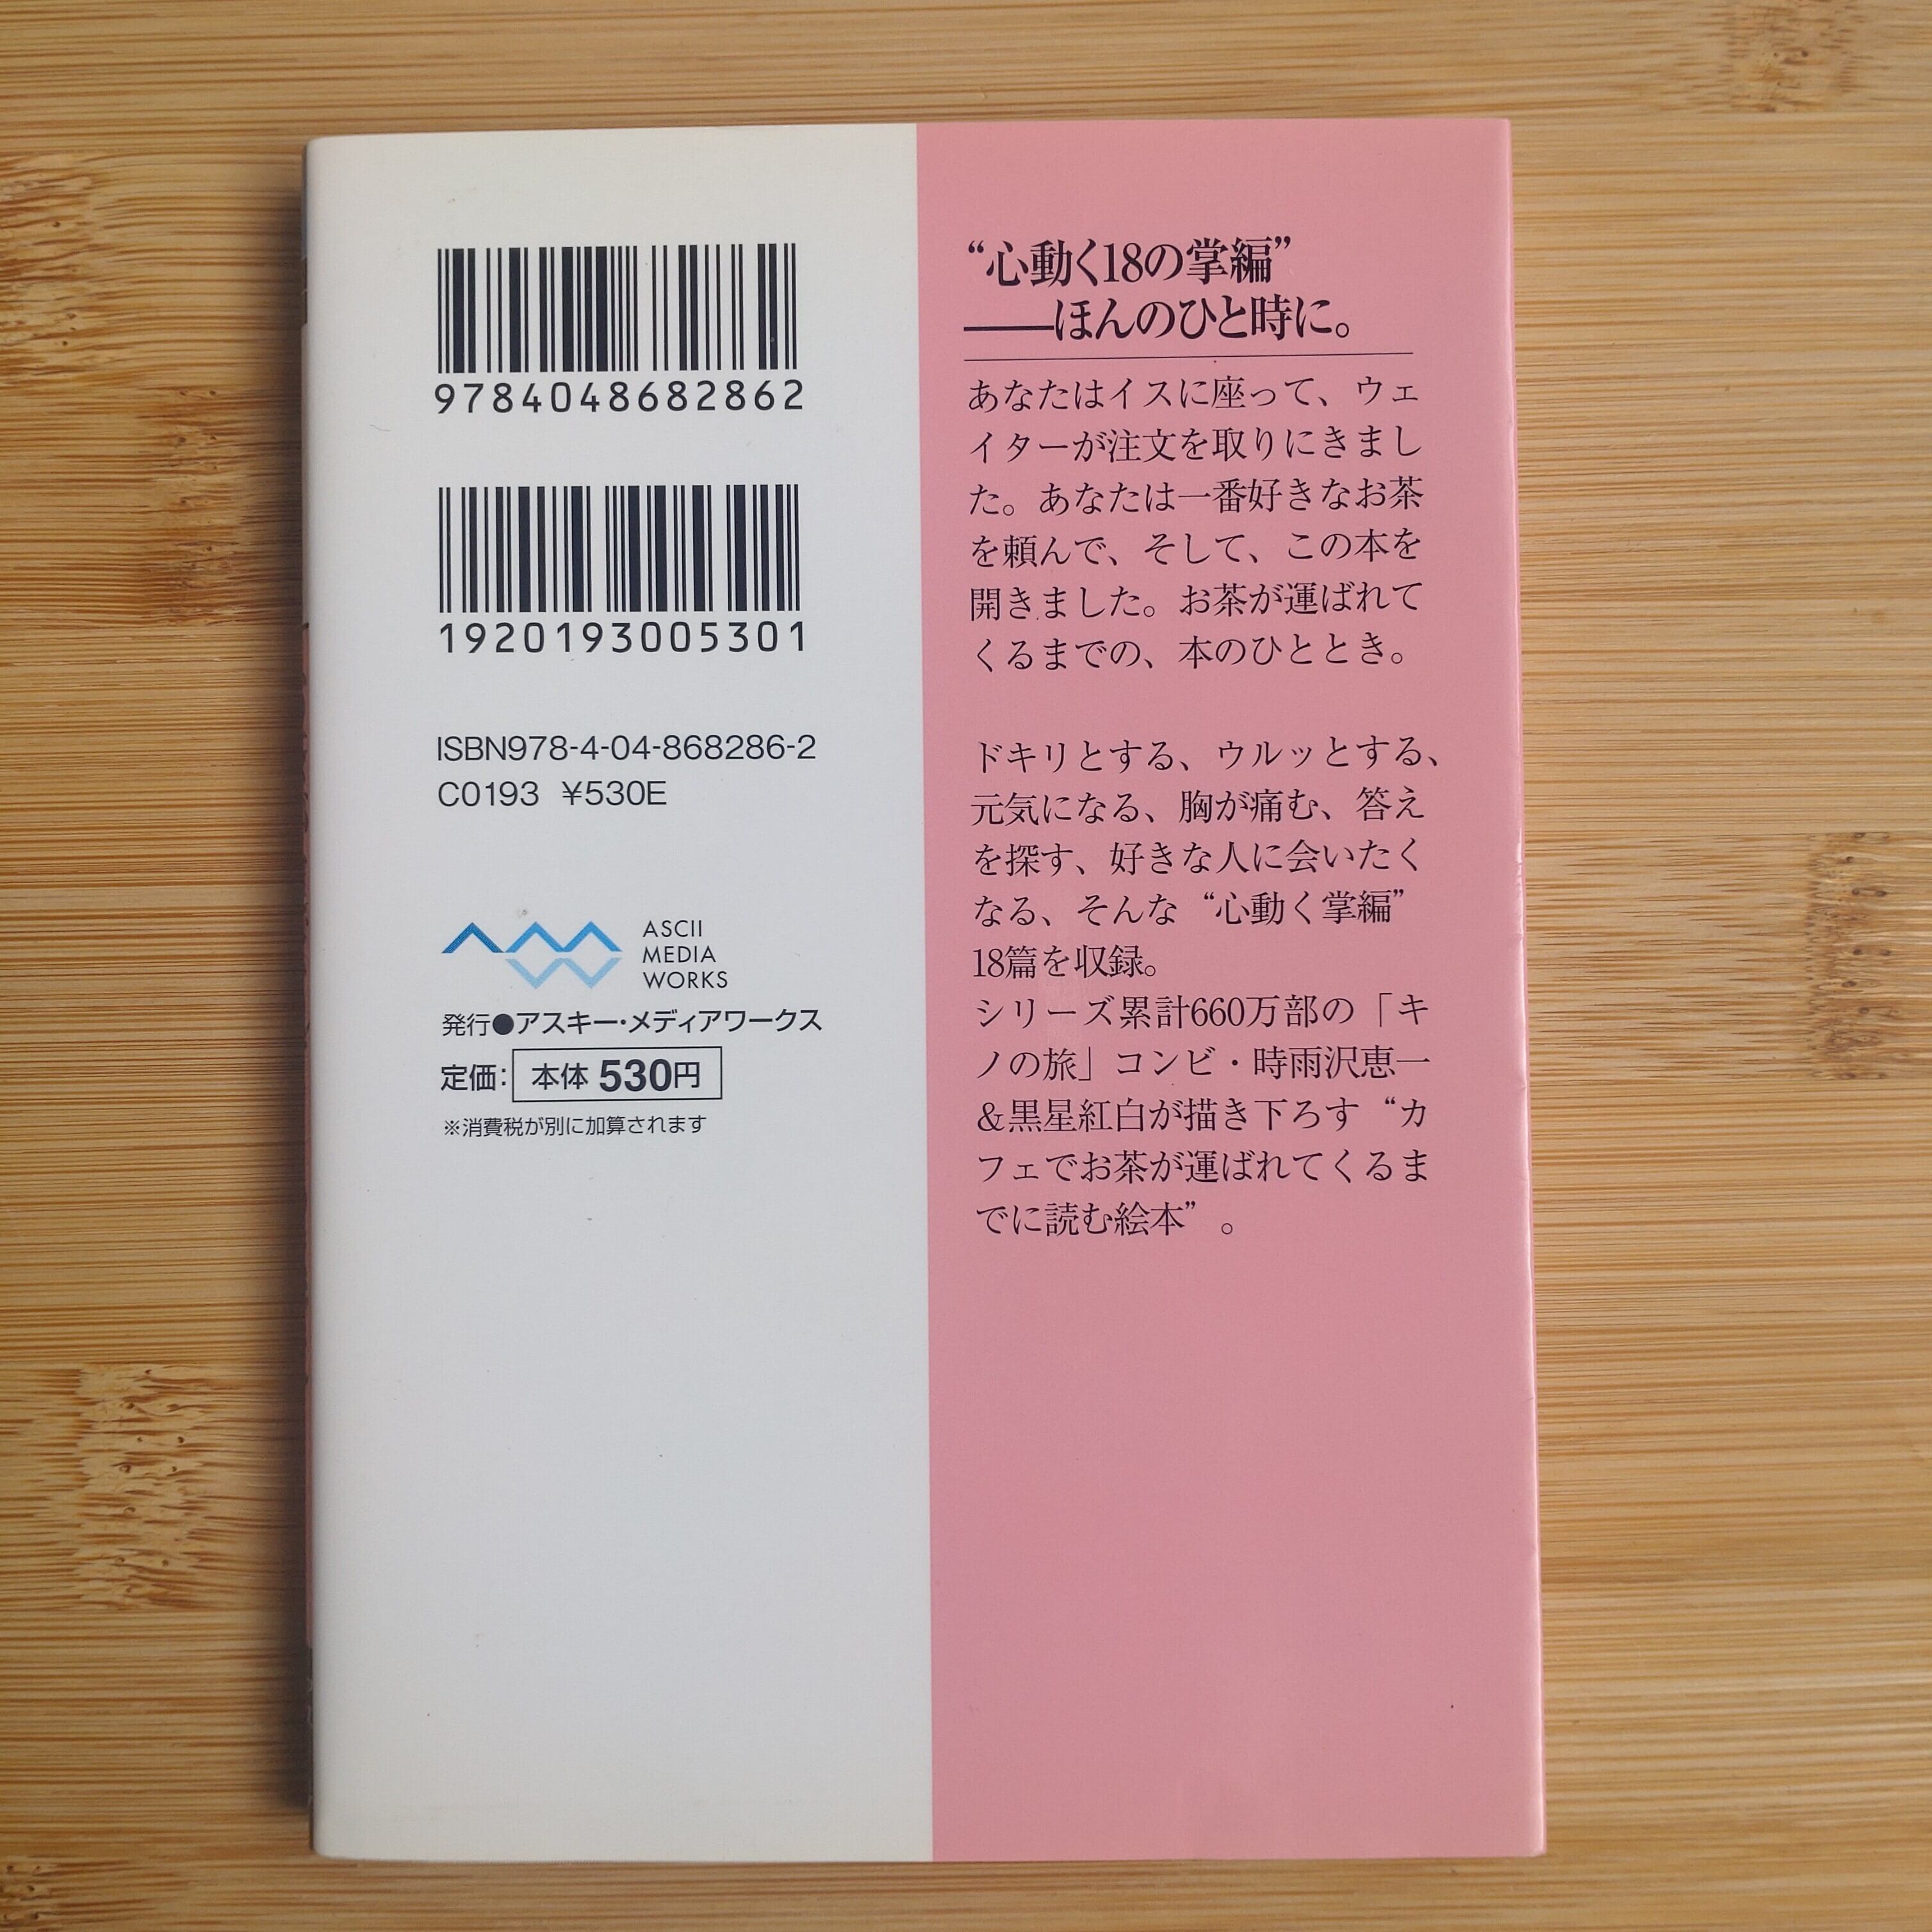 9784048682862
1920193005301
ISBN978-4-04-868286-2
C0193 ¥530E
ASCII
MEDIA
WORKS
発行●アスキー・メディアワークス
定価：本体530円
※消費税が別に加算されます
“心動く18の掌編”
――ほんのひと時に。
あなたはイスに座って、ウェ
イターが注文を取りにきまし
た。あなたは一番好きなお茶
を頼んで、そして、この本を
開きました。お茶が運ばれて
くるまでの、本のひととき。
ドキリとする、ウルッとする、
元気になる、胸が痛む、答え
を探す、好きな人に会いたく
なる、そんな“心動く掌編”
18篇を収録。
シリーズ累計660万部の「キ
ノの旅」コンビ・時雨沢恵一
＆黒星紅白が描き下ろす“カ
フェでお茶が運ばれてくるま
でに読む絵本”。